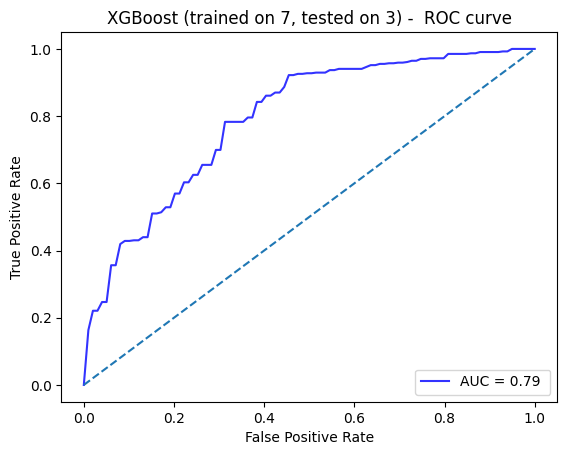 XGBoost (trained on 7, tested on 3) -  ROC curve
True Positive Rate
1.0
0.8
0.6
0.4
0.2
0.0
AUC = 0.79
0.0 0.2 0.4 0.6 0.8 1.0
False Positive Rate